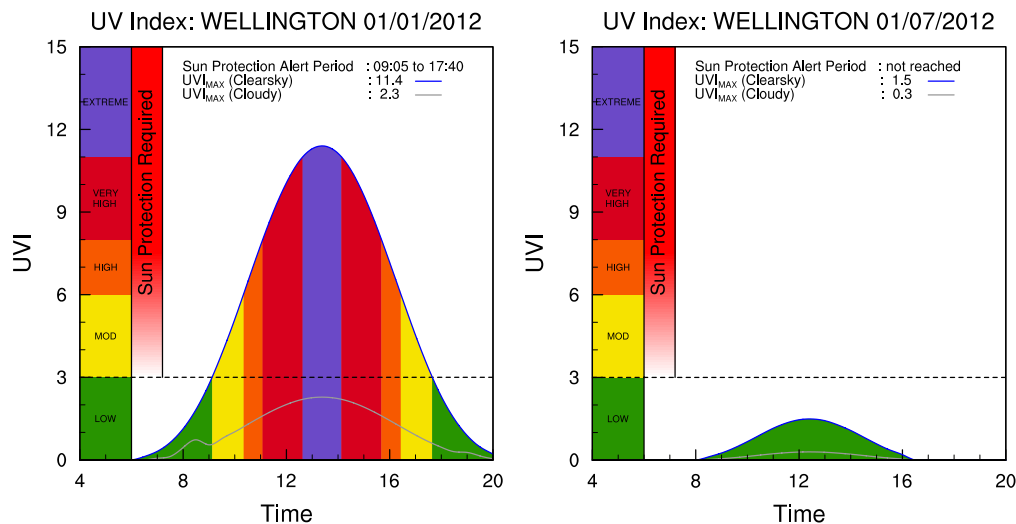 UV Index: WELLINGTON 01/01/2012
15
12
9
6
3
0
UVI
EXTREME
VERY
HIGH
HIGH
MOD
LOW
Sun Protection Required
Sun Protection Alert Period : 09:05 to 17:40
UVIMAX (Clearsky) : 11.4
UVIMAX (Cloudy) : 2.3
4 8 12 16 20
Time
UV Index: WELLINGTON 01/07/2012
15
12
9
6
3
0
UVI
EXTREME
VERY
HIGH
HIGH
MOD
LOW
Sun Protection Required
Sun Protection Alert Period : not reached
UVIMAX (Clearsky) : 1.5
UVIMAX (Cloudy) : 0.3
4 8 12 16 20
Time